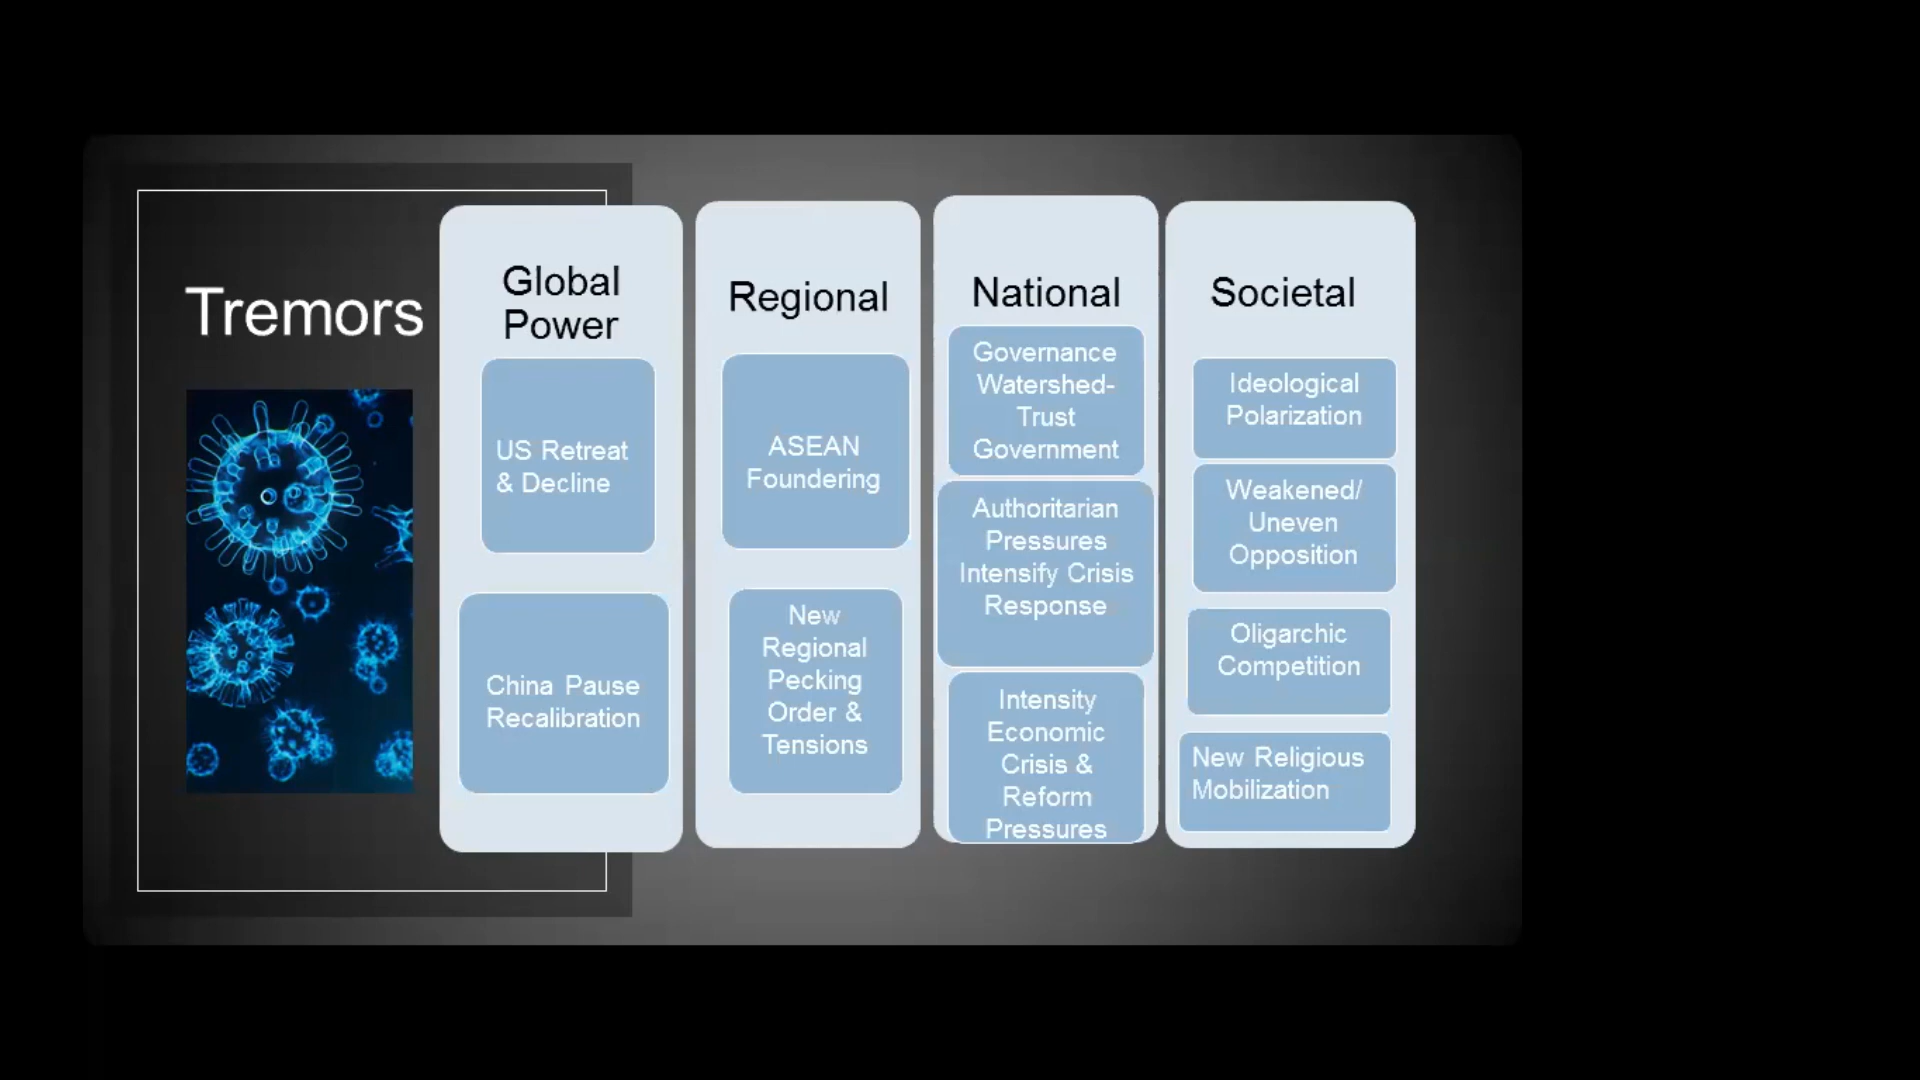 Tremors
Global
Power
US Retreat
& Decline
China Pause
Recalibration
Regional
ASEAN
Foundering
New
Regional
Pecking
Order &
Tensions
National
Governance
Watershed-
Trust
Government
Authoritarian
Pressures
Intensify Crisis
Response
Intensity
Economic
Crisis &
Reform
Pressures
Societal
Ideological
Polarization
Weakened/
Uneven
Opposition
Oligarchic
Competition
New Religious
Mobilization